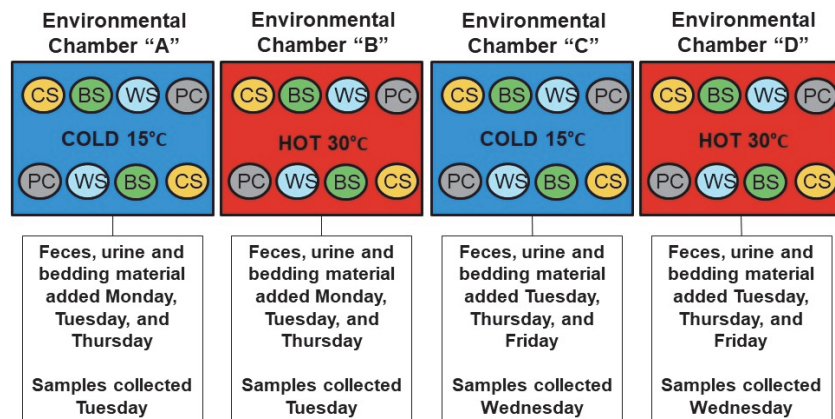 Environmental Chamber “A”
Environmental Chamber “B”
Environmental Chamber “C”
Environmental Chamber “D”
CS BS WS PC
COLD 15°C
PC WS BS CS
CS BS WS PC
HOT 30°C
PC WS BS CS
CS BS WS PC
COLD 15°C
PC WS BS CS
CS BS WS PC
HOT 30°C
PC WS BS CS
Feces, urine and
bedding material
added Monday,
Tuesday, and
Thursday
Samples collected
Tuesday
Feces, urine and
bedding material
added Monday,
Tuesday, and
Thursday
Samples collected
Tuesday
Feces, urine and
bedding material
added Tuesday,
Thursday, and
Friday
Samples collected
Wednesday
Feces, urine and
bedding material
added Tuesday,
Thursday, and
Friday
Samples collected
Wednesday